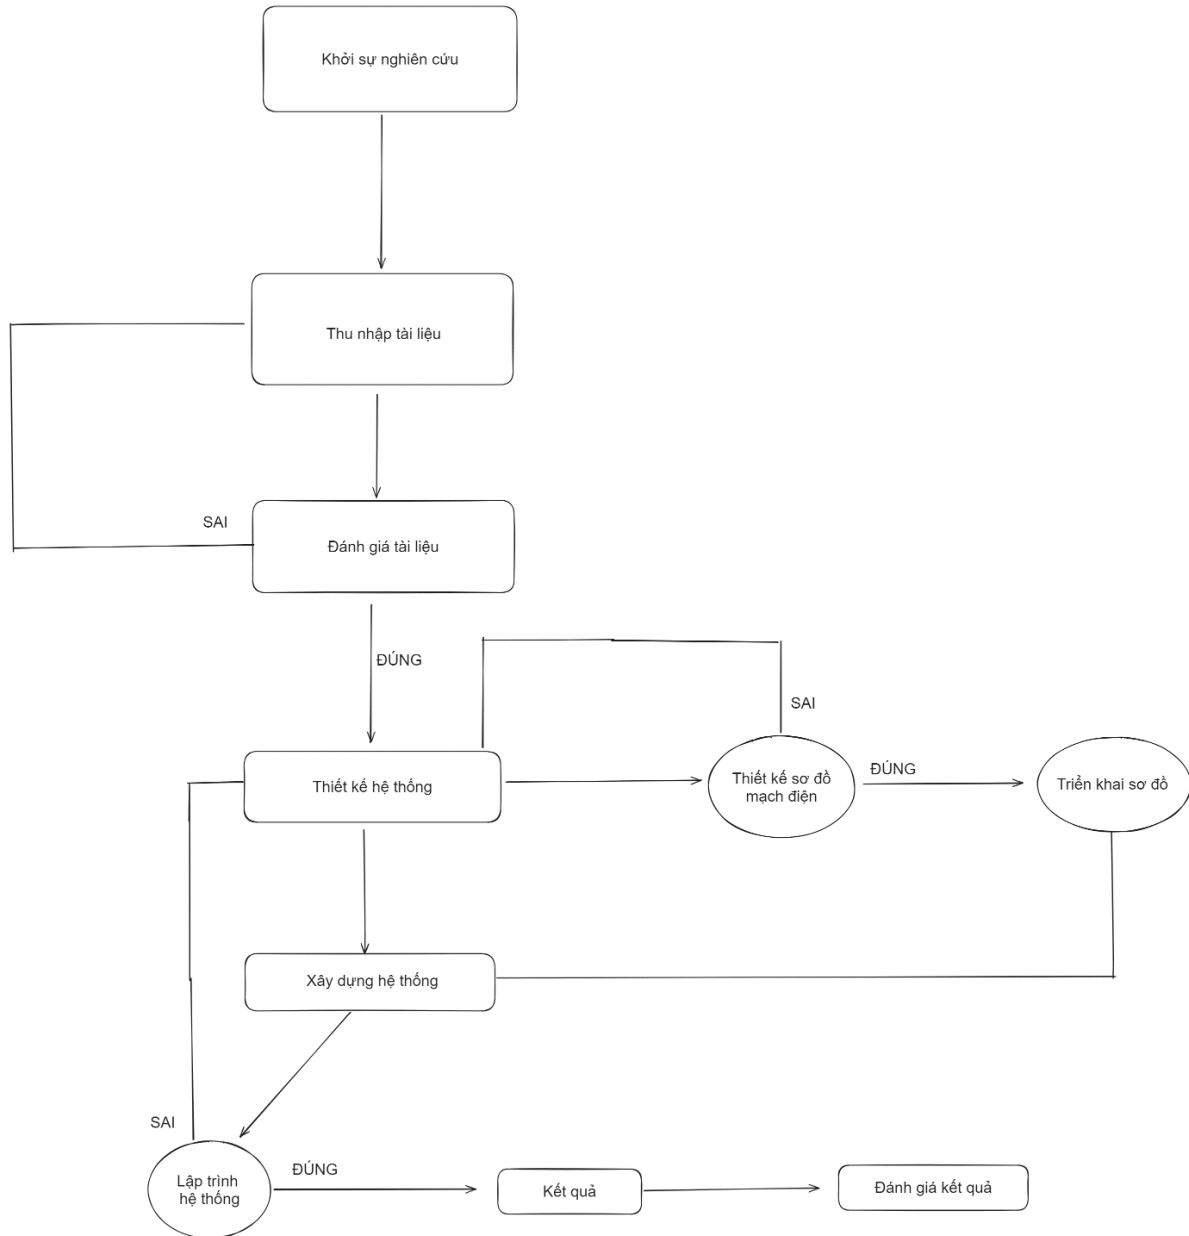 Khởi sự nghiên cứu
Thu nhập tài liệu
SAI
Đánh giá tài liệu
ĐÚNG
SAI
Thiết kế hệ thống
Thiết kế sơ đồ
mạch điện
ĐÚNG
Triển khai sơ đồ
Xây dựng hệ thống
SAI
Lập trình
hệ thống
ĐÚNG
Kết quả
Đánh giá kết quả